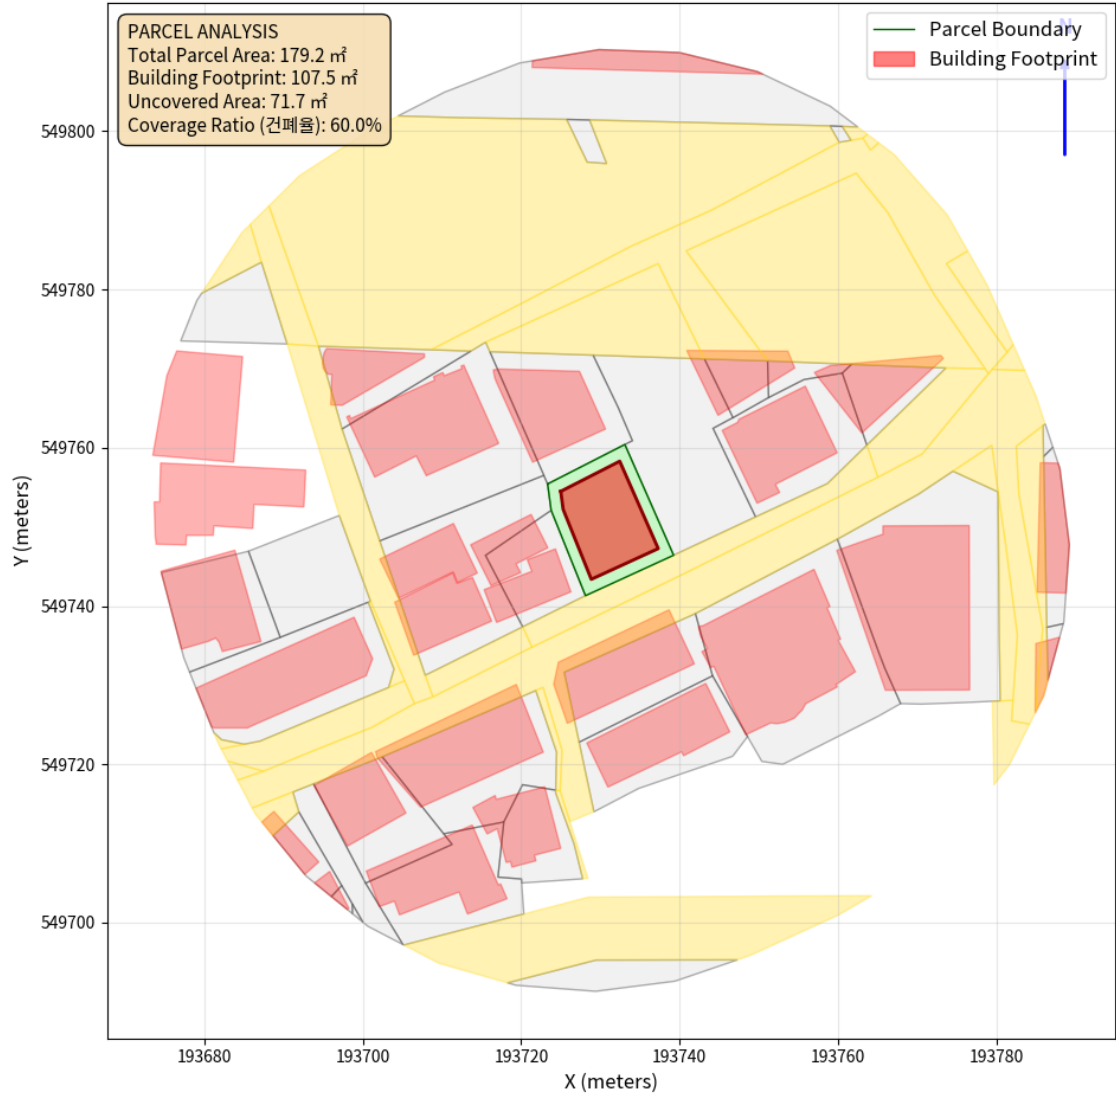 PARCEL ANALYSIS
Total Parcel Area: 179.2 ㎡
Building Footprint: 107.5 ㎡
Uncovered Area: 71.7 ㎡
Coverage Ratio (건폐율): 60.0%
N
Parcel Boundary
Building Footprint
549800
549780
549760
549740
549720
549700
Y (meters)
193680 193700 193720 193740 193760 193780
X (meters)